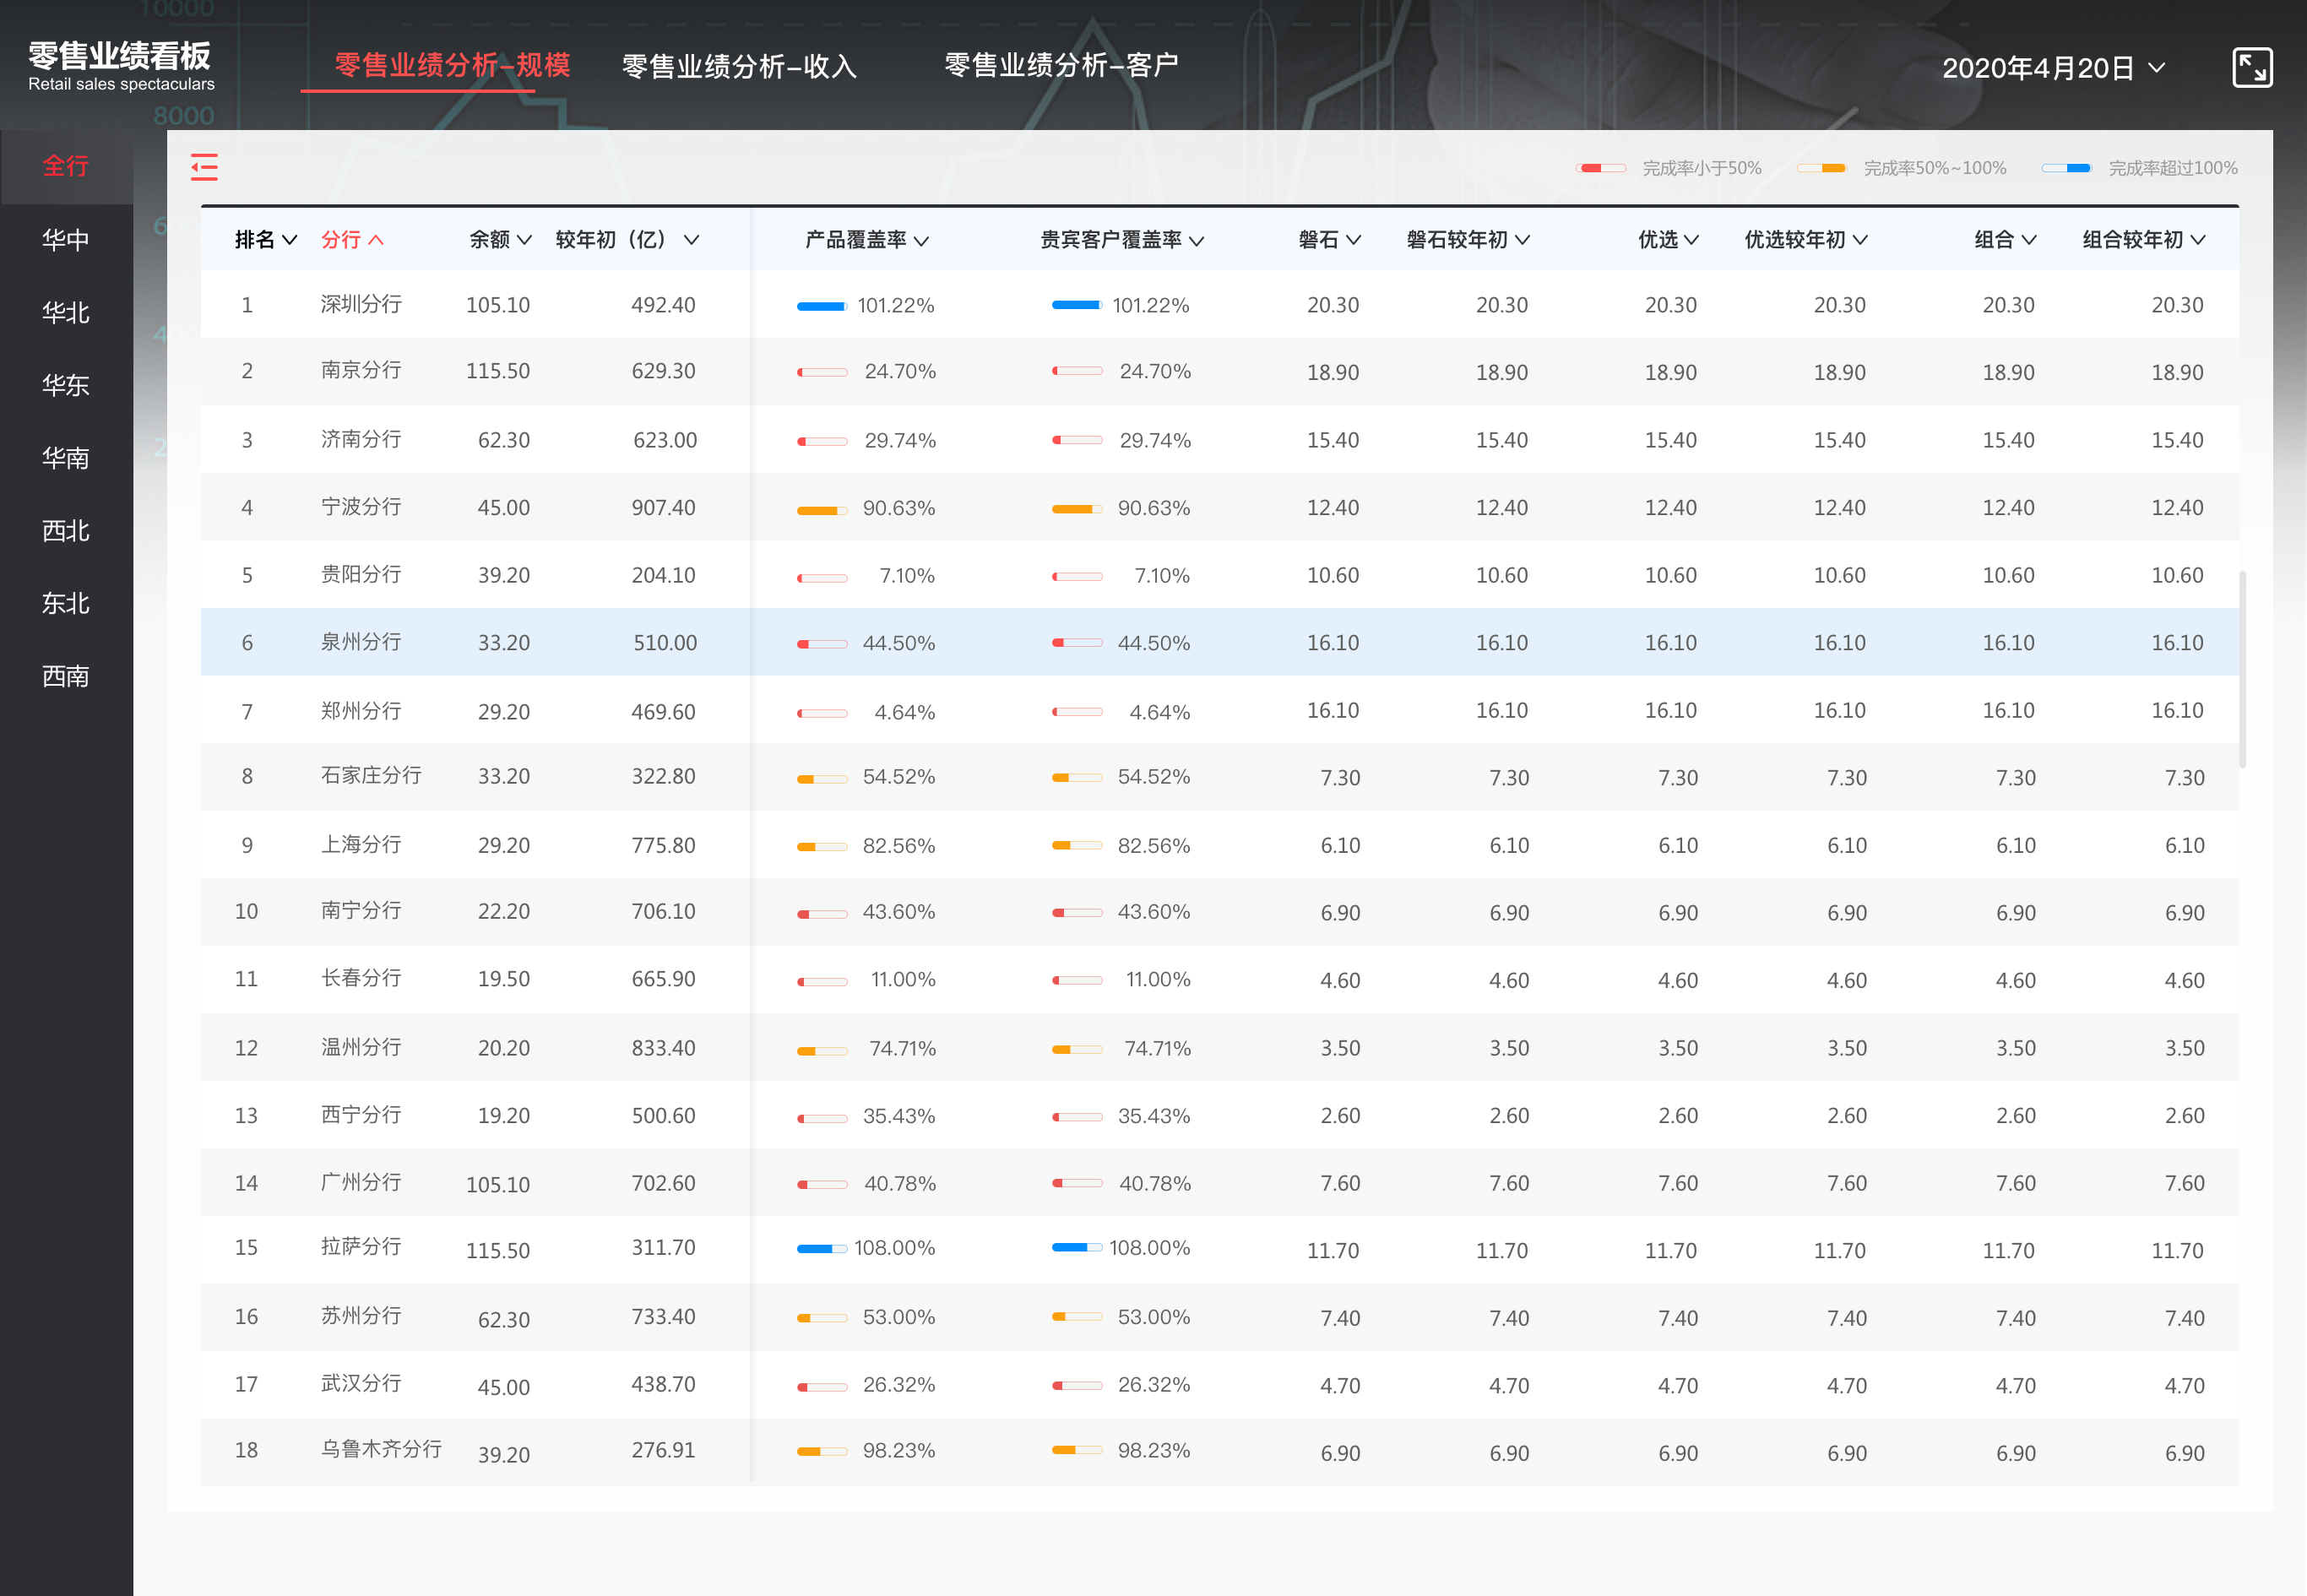 10000
零售业绩看板
Retail sales spectaculars
零售业绩分析-规模
零售业绩分析-收入
零售业绩分析-客户
2020年4月20日
8000
全行
华中
华北
华东
华南
西北
东北
西南
完成率小于50% 完成率50%~100% 完成率超过100%
排名 分行 余额 较年初（亿） 产品覆盖率 贵宾客户覆盖率 磐石 磐石较年初 优选 优选较年初 组合 组合较年初
1 深圳分行 105.10 492.40 101.22% 101.22% 20.30 20.30 20.30 20.30 20.30 20.30
2 南京分行 115.50 629.30 24.70% 24.70% 18.90 18.90 18.90 18.90 18.90 18.90
3 济南分行 62.30 623.00 29.74% 29.74% 15.40 15.40 15.40 15.40 15.40 15.40
4 宁波分行 45.00 907.40 90.63% 90.63% 12.40 12.40 12.40 12.40 12.40 12.40
5 贵阳分行 39.20 204.10 7.10% 7.10% 10.60 10.60 10.60 10.60 10.60 10.60
6 泉州分行 33.20 510.00 44.50% 44.50% 16.10 16.10 16.10 16.10 16.10 16.10
7 郑州分行 29.20 469.60 4.64% 4.64% 16.10 16.10 16.10 16.10 16.10 16.10
8 石家庄分行 33.20 322.80 54.52% 54.52% 7.30 7.30 7.30 7.30 7.30 7.30
9 上海分行 29.20 775.80 82.56% 82.56% 6.10 6.10 6.10 6.10 6.10 6.10
10 南宁分行 22.20 706.10 43.60% 43.60% 6.90 6.90 6.90 6.90 6.90 6.90
11 长春分行 19.50 665.90 11.00% 11.00% 4.60 4.60 4.60 4.60 4.60 4.60
12 温州分行 20.20 833.40 74.71% 74.71% 3.50 3.50 3.50 3.50 3.50 3.50
13 西宁分行 19.20 500.60 35.43% 35.43% 2.60 2.60 2.60 2.60 2.60 2.60
14 广州分行 105.10 702.60 40.78% 40.78% 7.60 7.60 7.60 7.60 7.60 7.60
15 拉萨分行 115.50 311.70 108.00% 108.00% 11.70 11.70 11.70 11.70 11.70 11.70
16 苏州分行 62.30 733.40 53.00% 53.00% 7.40 7.40 7.40 7.40 7.40 7.40
17 武汉分行 45.00 438.70 26.32% 26.32% 4.70 4.70 4.70 4.70 4.70 4.70
18 乌鲁木齐分行 39.20 276.91 98.23% 98.23% 6.90 6.90 6.90 6.90 6.90 6.90